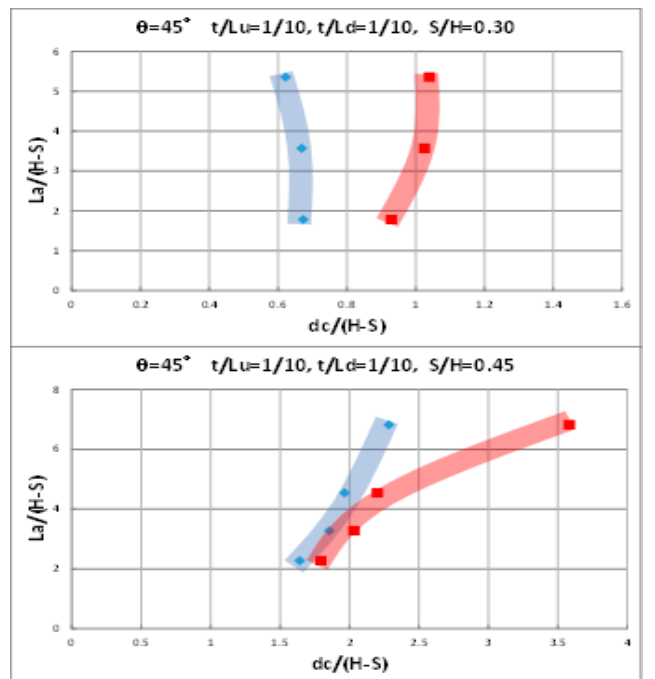 θ=45° t/Lu=1/10, t/Ld=1/10, S/H=0.30
6
5
4
3
2
1
0
La/(H-S)
0 0.2 0.4 0.6 0.8 1 1.2 1.4 1.6
dc/(H-S)
θ=45° t/Lu=1/10, t/Ld=1/10, S/H=0.45
8
6
4
2
0
La/(H-S)
0 0.5 1 1.5 2 2.5 3 3.5 4
dc/(H-S)